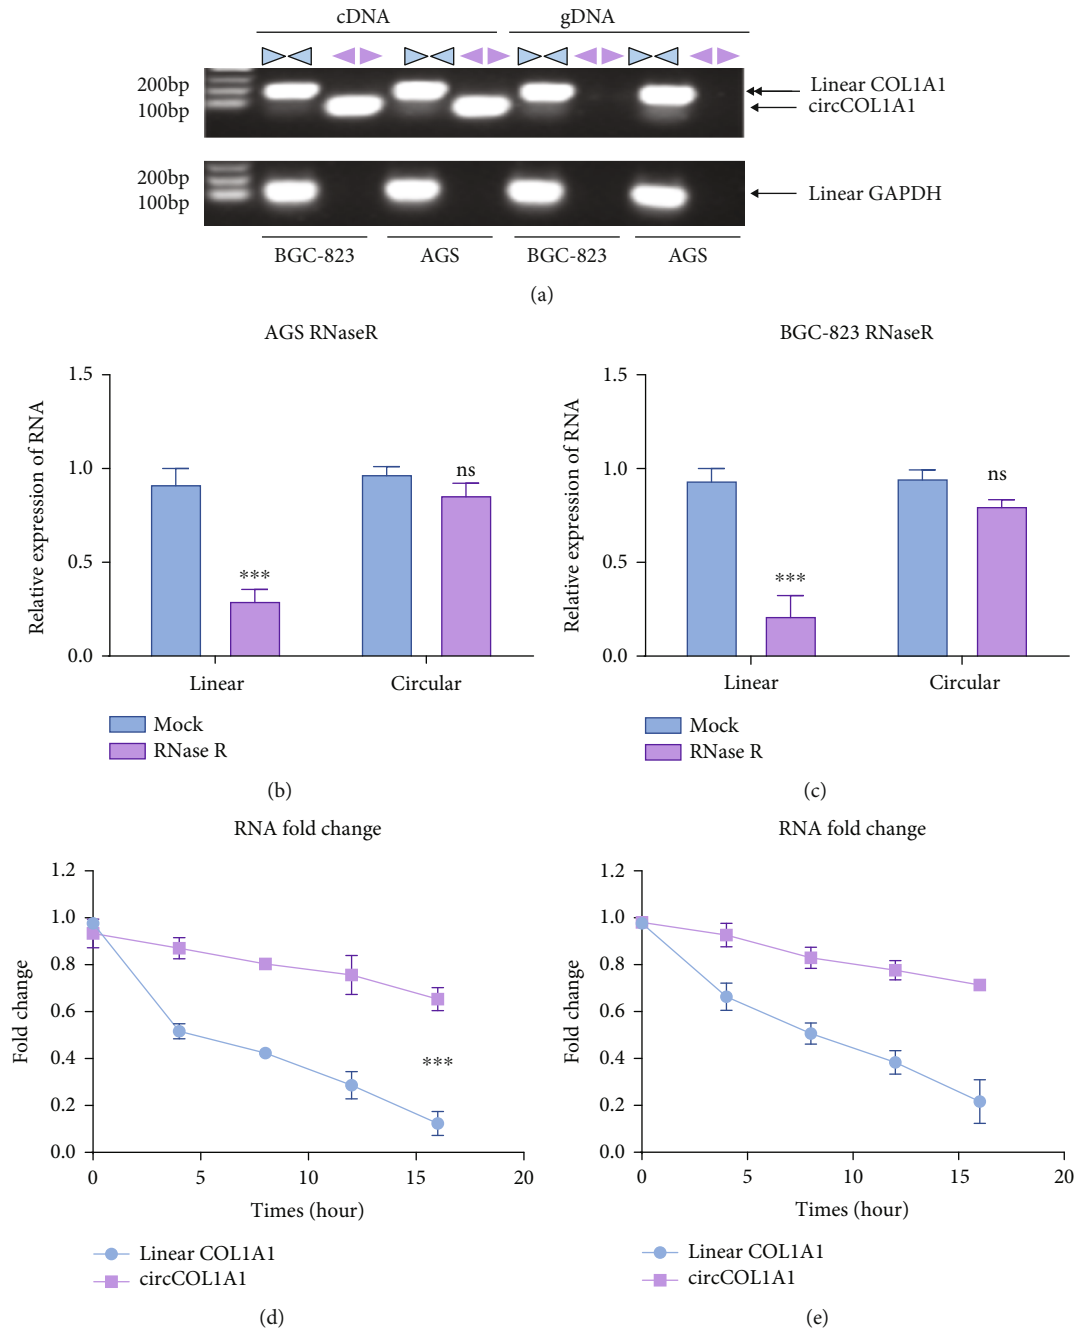 cDNA gDNA
200bp
100bp
Linear COL1A1
circCOL1A1
200bp
100bp
Linear GAPDH
BGC-823 AGS BGC-823 AGS
(a)
AGS RNaseR
1.5
1.0
0.5
0.0
Relative expression of RNA
***
ns
Linear Circular
Mock
RNase R
(b)
BGC-823 RNaseR
1.5
1.0
0.5
0.0
Relative expression of RNA
***
ns
Linear Circular
Mock
RNase R
(c)
RNA fold change
1.2
1.0
0.8
0.6
0.4
0.2
0.0
Fold change
***
0 5 10 15 20
Times (hour)
Linear COL1A1
circCOL1A1
(d)
RNA fold change
1.2
1.0
0.8
0.6
0.4
0.2
0.0
Fold change
0 5 10 15 20
Times (hour)
Linear COL1A1
circCOL1A1
(e)